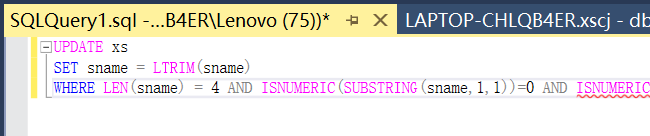 SQLQuery1.sql -...B4ER\Lenovo (75))* LAPTOP-CHLQB4ER.xscj - db
UPDATE xs
SET sname = LTRIM(sname)
WHERE LEN(sname) = 4 AND ISNUMERIC(SUBSTRING(sname,1,1))=0 AND ISNUMERIC